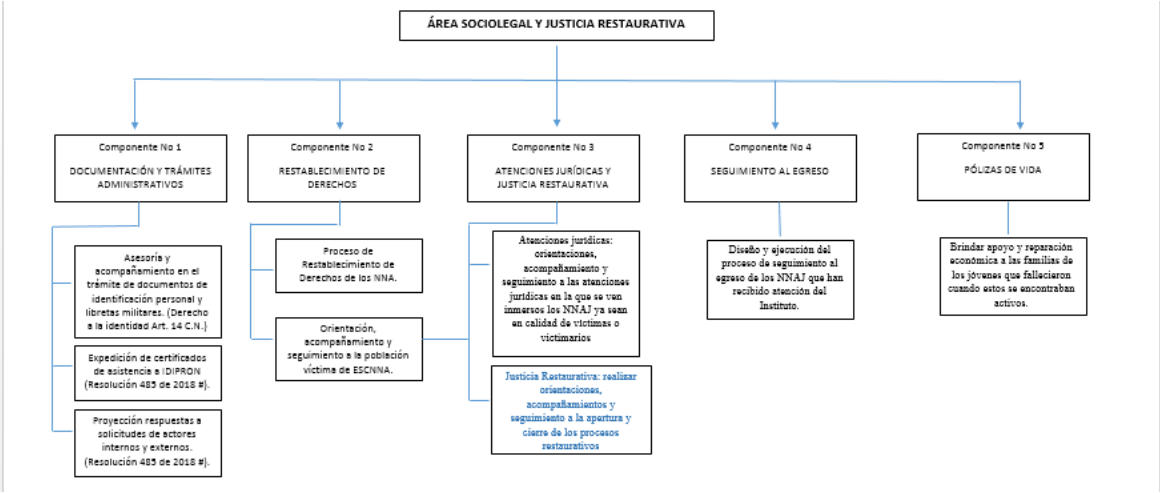 ÁREA SOCIOLEGAL Y JUSTICIA RESTAURATIVA
Componente No 1
DOCUMENTACIÓN Y TRÁMITES
ADMINISTRATIVOS
Asesoría y
acompañamiento en el
trámite de documentos de
identificación personal y
libretas militares. (Derecho
a la identidad Art. 14 C.N.)
Expedición de certificados
de asistencia a IDIPRON
(Resolución 485 de 2018 #).
Proyección respuestas a
solicitudes de actores
internos y externos.
(Resolución 485 de 2018 #).
Componente No 2
RESTABLECIMIENTO DE
DERECHOS
Proceso de
Restablecimiento de
Derechos de los NNA.
Orientación,
acompañamiento y
seguimiento a la población
víctima de ESCNNA.
Componente No 3
ATENCIONES JURÍDICAS Y
JUSTICIA RESTAURATIVA
Atenciones jurídicas:
orientaciones,
acompañamiento y
seguimiento a las atenciones
jurídicas en la que se ven
inmersos los NNAJ ya sean
en calidad de víctimas o
victimarios
Justicia Restaurativa: realizar
orientaciones,
acompañamientos y
seguimiento a la apertura y
cierre de los procesos
restaurativos
Componente No 4
SEGUIMIENTO AL EGRESO
Diseño y ejecución del
proceso de seguimiento al
egreso de los NNAJ que han
recibido atención del
Instituto.
Componente No 5
PÓLIZAS DE VIDA
Brindar apoyo y reparación
económica a las familias de
los jóvenes que fallecieron
cuando estos se encontraban
activos.